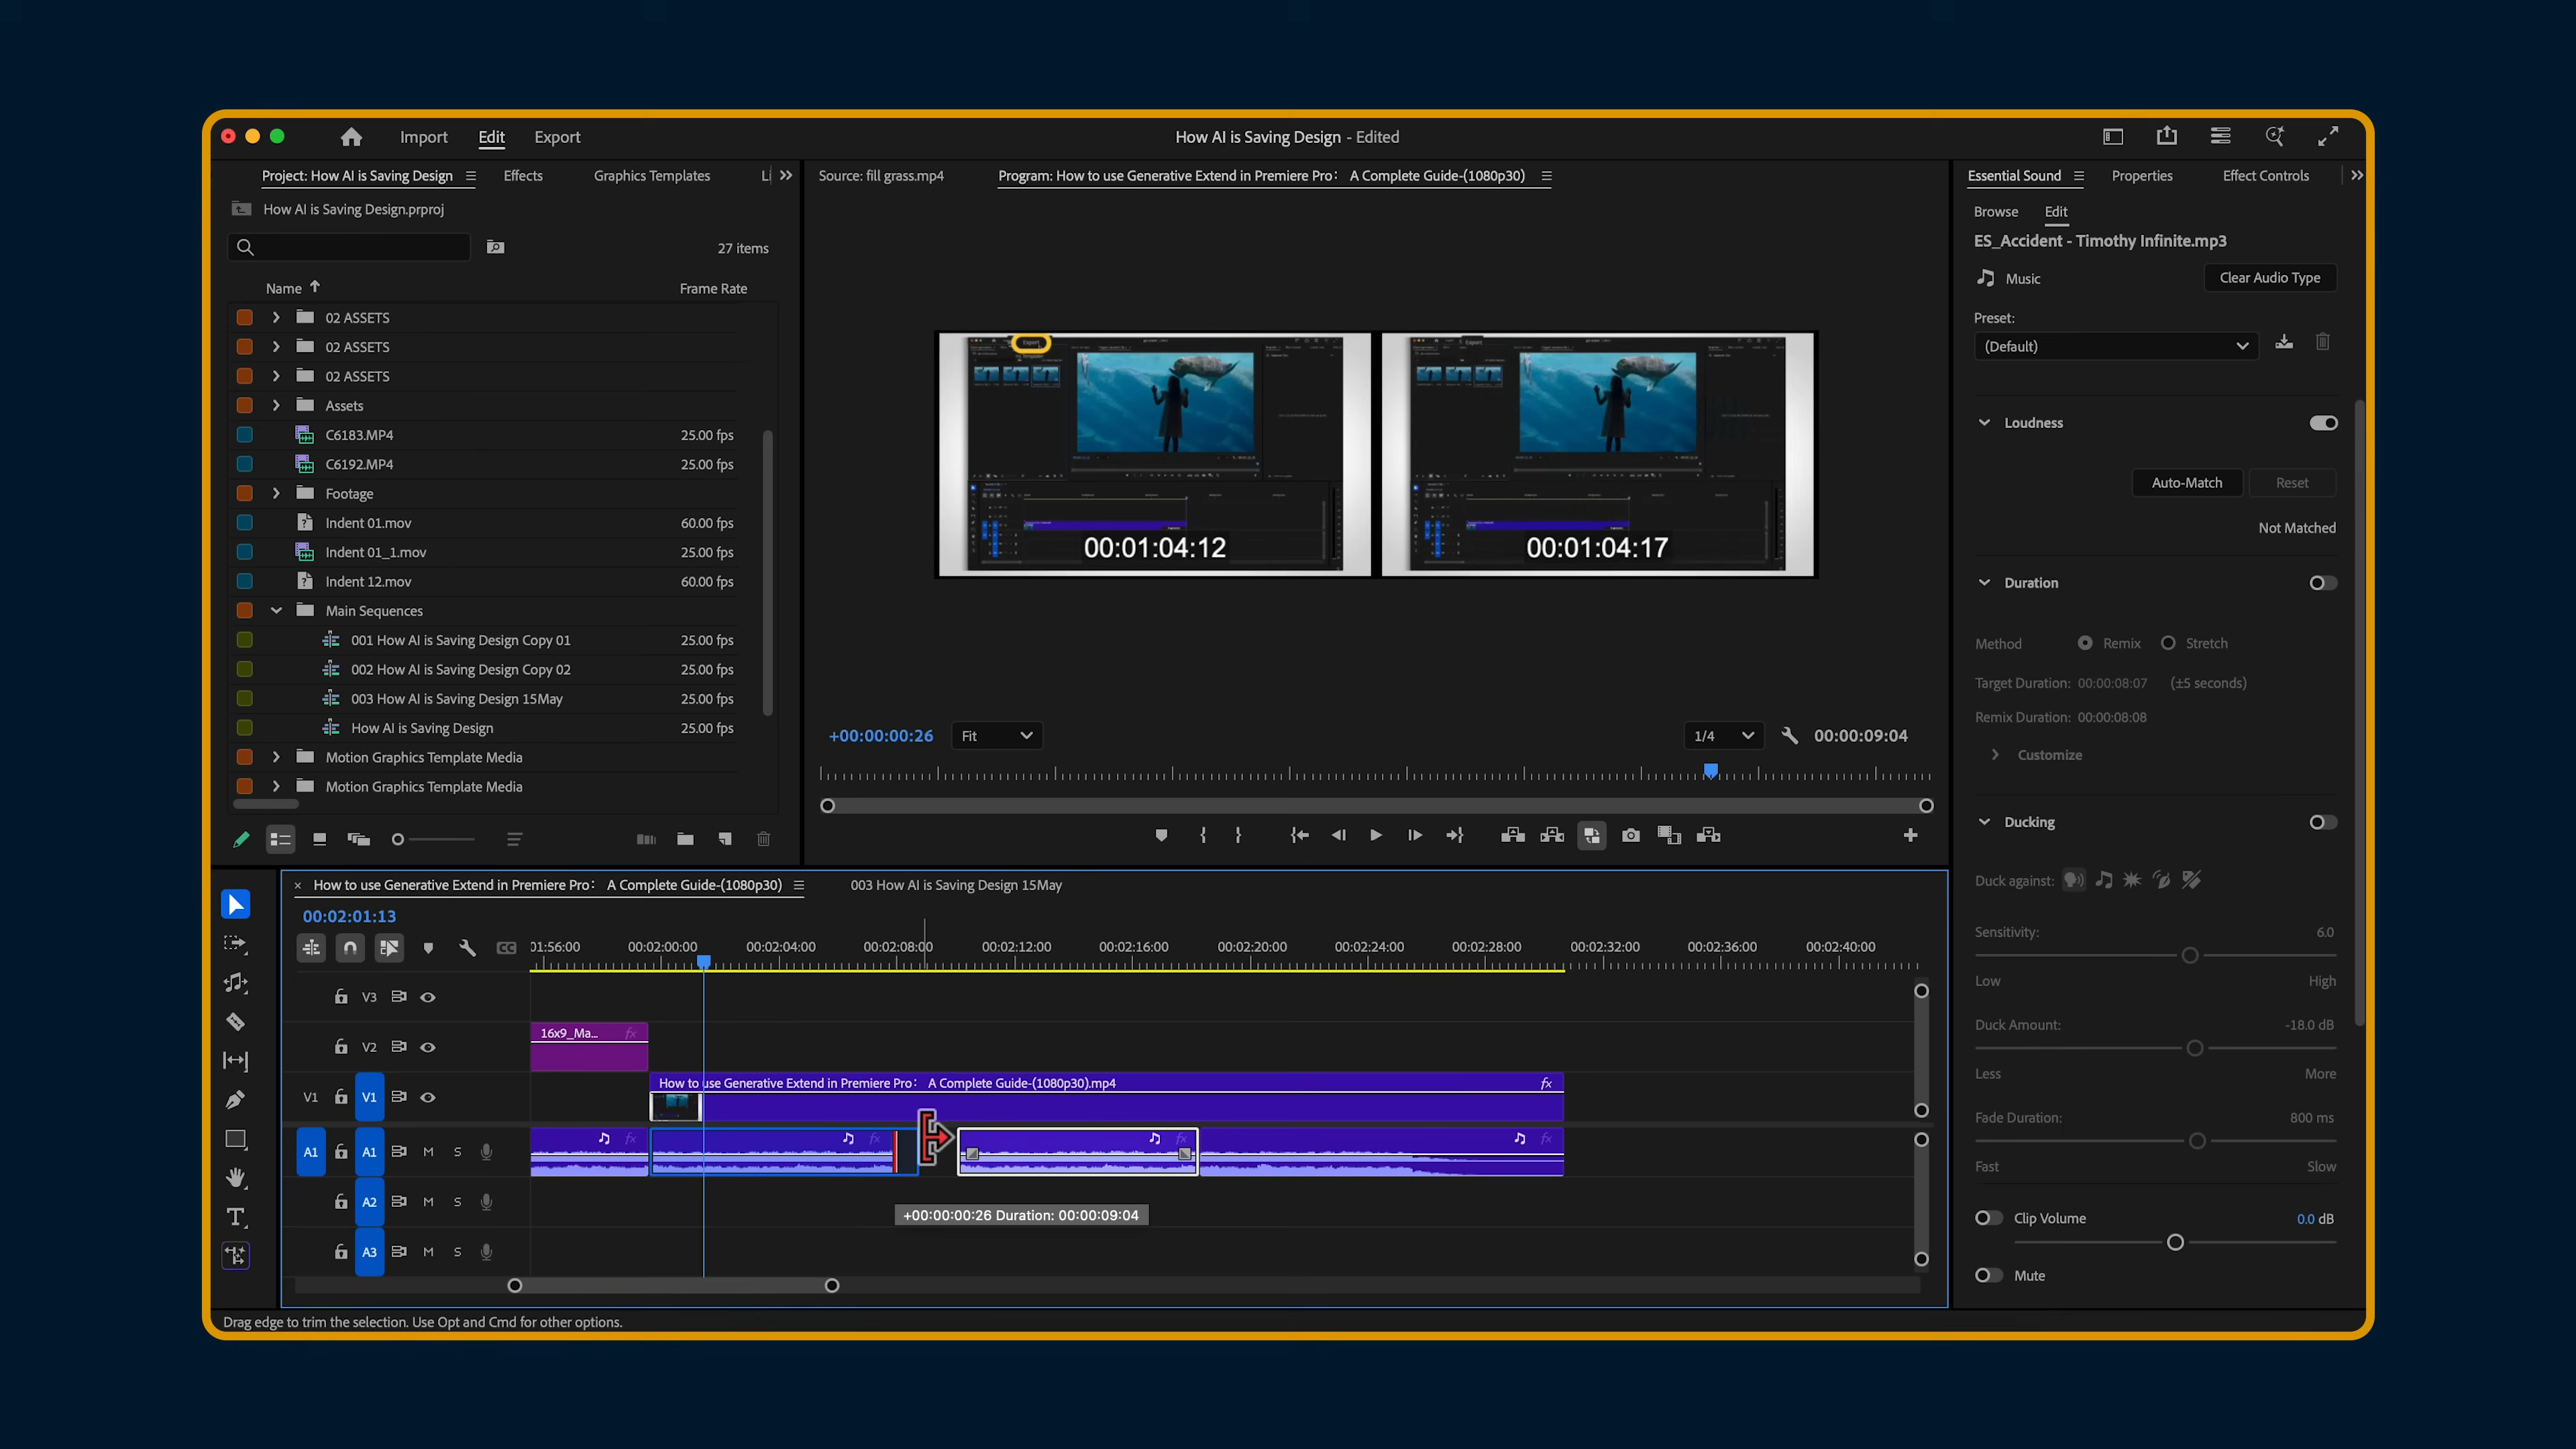 Import Edit Export
How AI is Saving Design - Edited
Project: How AI is Saving Design Effects Graphics Templates Li
How AI is Saving Design.prproj
27 items
Name Frame Rate
02 ASSETS
02 ASSETS
02 ASSETS
Assets
C6183.MP4 25.00 fps
C6192.MP4 25.00 fps
Footage
Indent 01.mov 60.00 fps
Indent 01_1.mov 25.00 fps
Indent 12.mov 60.00 fps
Main Sequences
001 How AI is Saving Design Copy 01 25.00 fps
002 How AI is Saving Design Copy 02 25.00 fps
003 How AI is Saving Design 15May 25.00 fps
How AI is Saving Design 25.00 fps
Motion Graphics Template Media
Motion Graphics Template Media
Source: fill grass.mp4 Program: How to use Generative Extend in Premiere Pro: A Complete Guide-(1080p30)
Export Export
00:01:04:12 00:01:04:17
+00:00:00:26 Fit 1/4 00:00:09:04
Essential Sound Properties Effect Controls
Browse Edit
ES_Accident - Timothy Infinite.mp3
Music Clear Audio Type
Preset:
(Default)
Loudness
Auto-Match Reset
Not Matched
Duration
Method Remix Stretch
Target Duration: 00:00:08:07 (±5 seconds)
Remix Duration: 00:00:08:08
Customize
Ducking
Duck against:
Sensitivity: 6.0
Low High
Duck Amount: -18.0 dB
Less More
Fade Duration: 800 ms
Fast Slow
Clip Volume 0.0 dB
Mute
How to use Generative Extend in Premiere Pro: A Complete Guide-(1080p30) 003 How AI is Saving Design 15May
00:02:01:13
CC
01:56:00 00:02:00:00 00:02:04:00 00:02:08:00 00:02:12:00 00:02:16:00 00:02:20:00 00:02:24:00 00:02:28:00 00:02:32:00 00:02:36:00 00:02:40:00
V3
V2 16x9_Ma... fx
V1 V1 How to use Generative Extend in Premiere Pro: A Complete Guide-(1080p30).mp4 fx
A1 A1 M S fx fx fx fx
A2 M S
+00:00:00:26 Duration: 00:00:09:04
A3 M S
Drag edge to trim the selection. Use Opt and Cmd for other options.